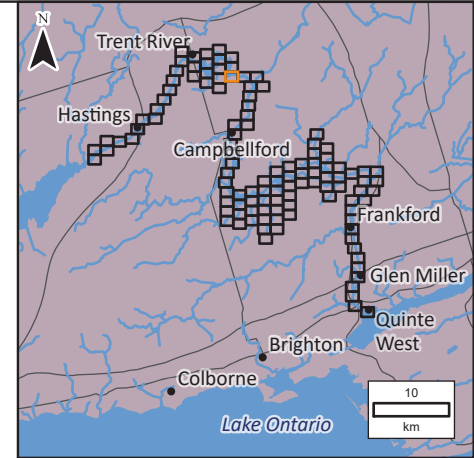 N
Trent River
Hastings
Campbellford
Frankford
Glen Miller
Quinte
West
Brighton
Colborne
Lake Ontario
10
km